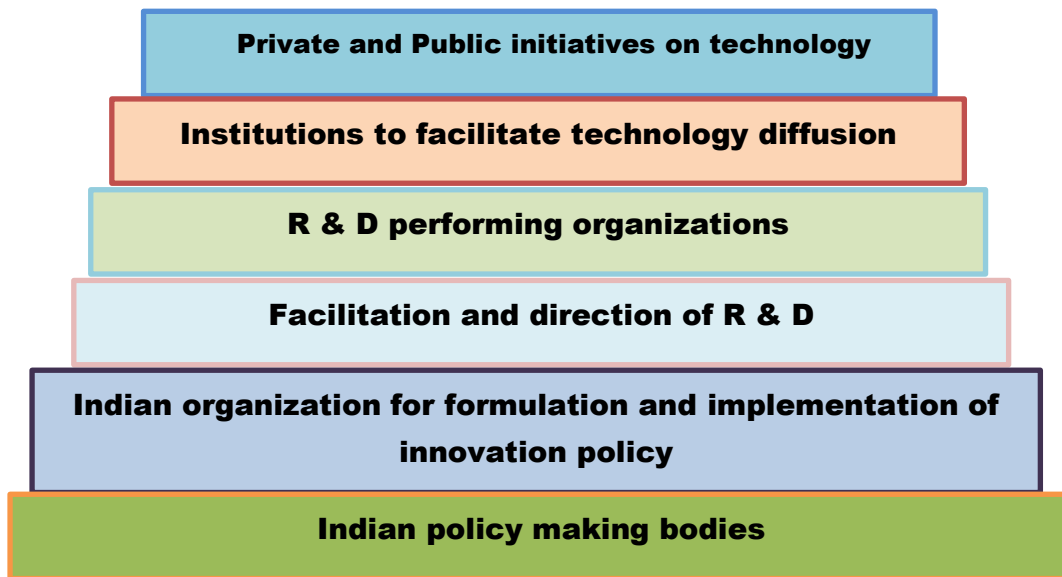 Private and Public initiatives on technology
Institutions to facilitate technology diffusion
R & D performing organizations
Facilitation and direction of R & D
Indian organization for formulation and implementation of
innovation policy
Indian policy making bodies